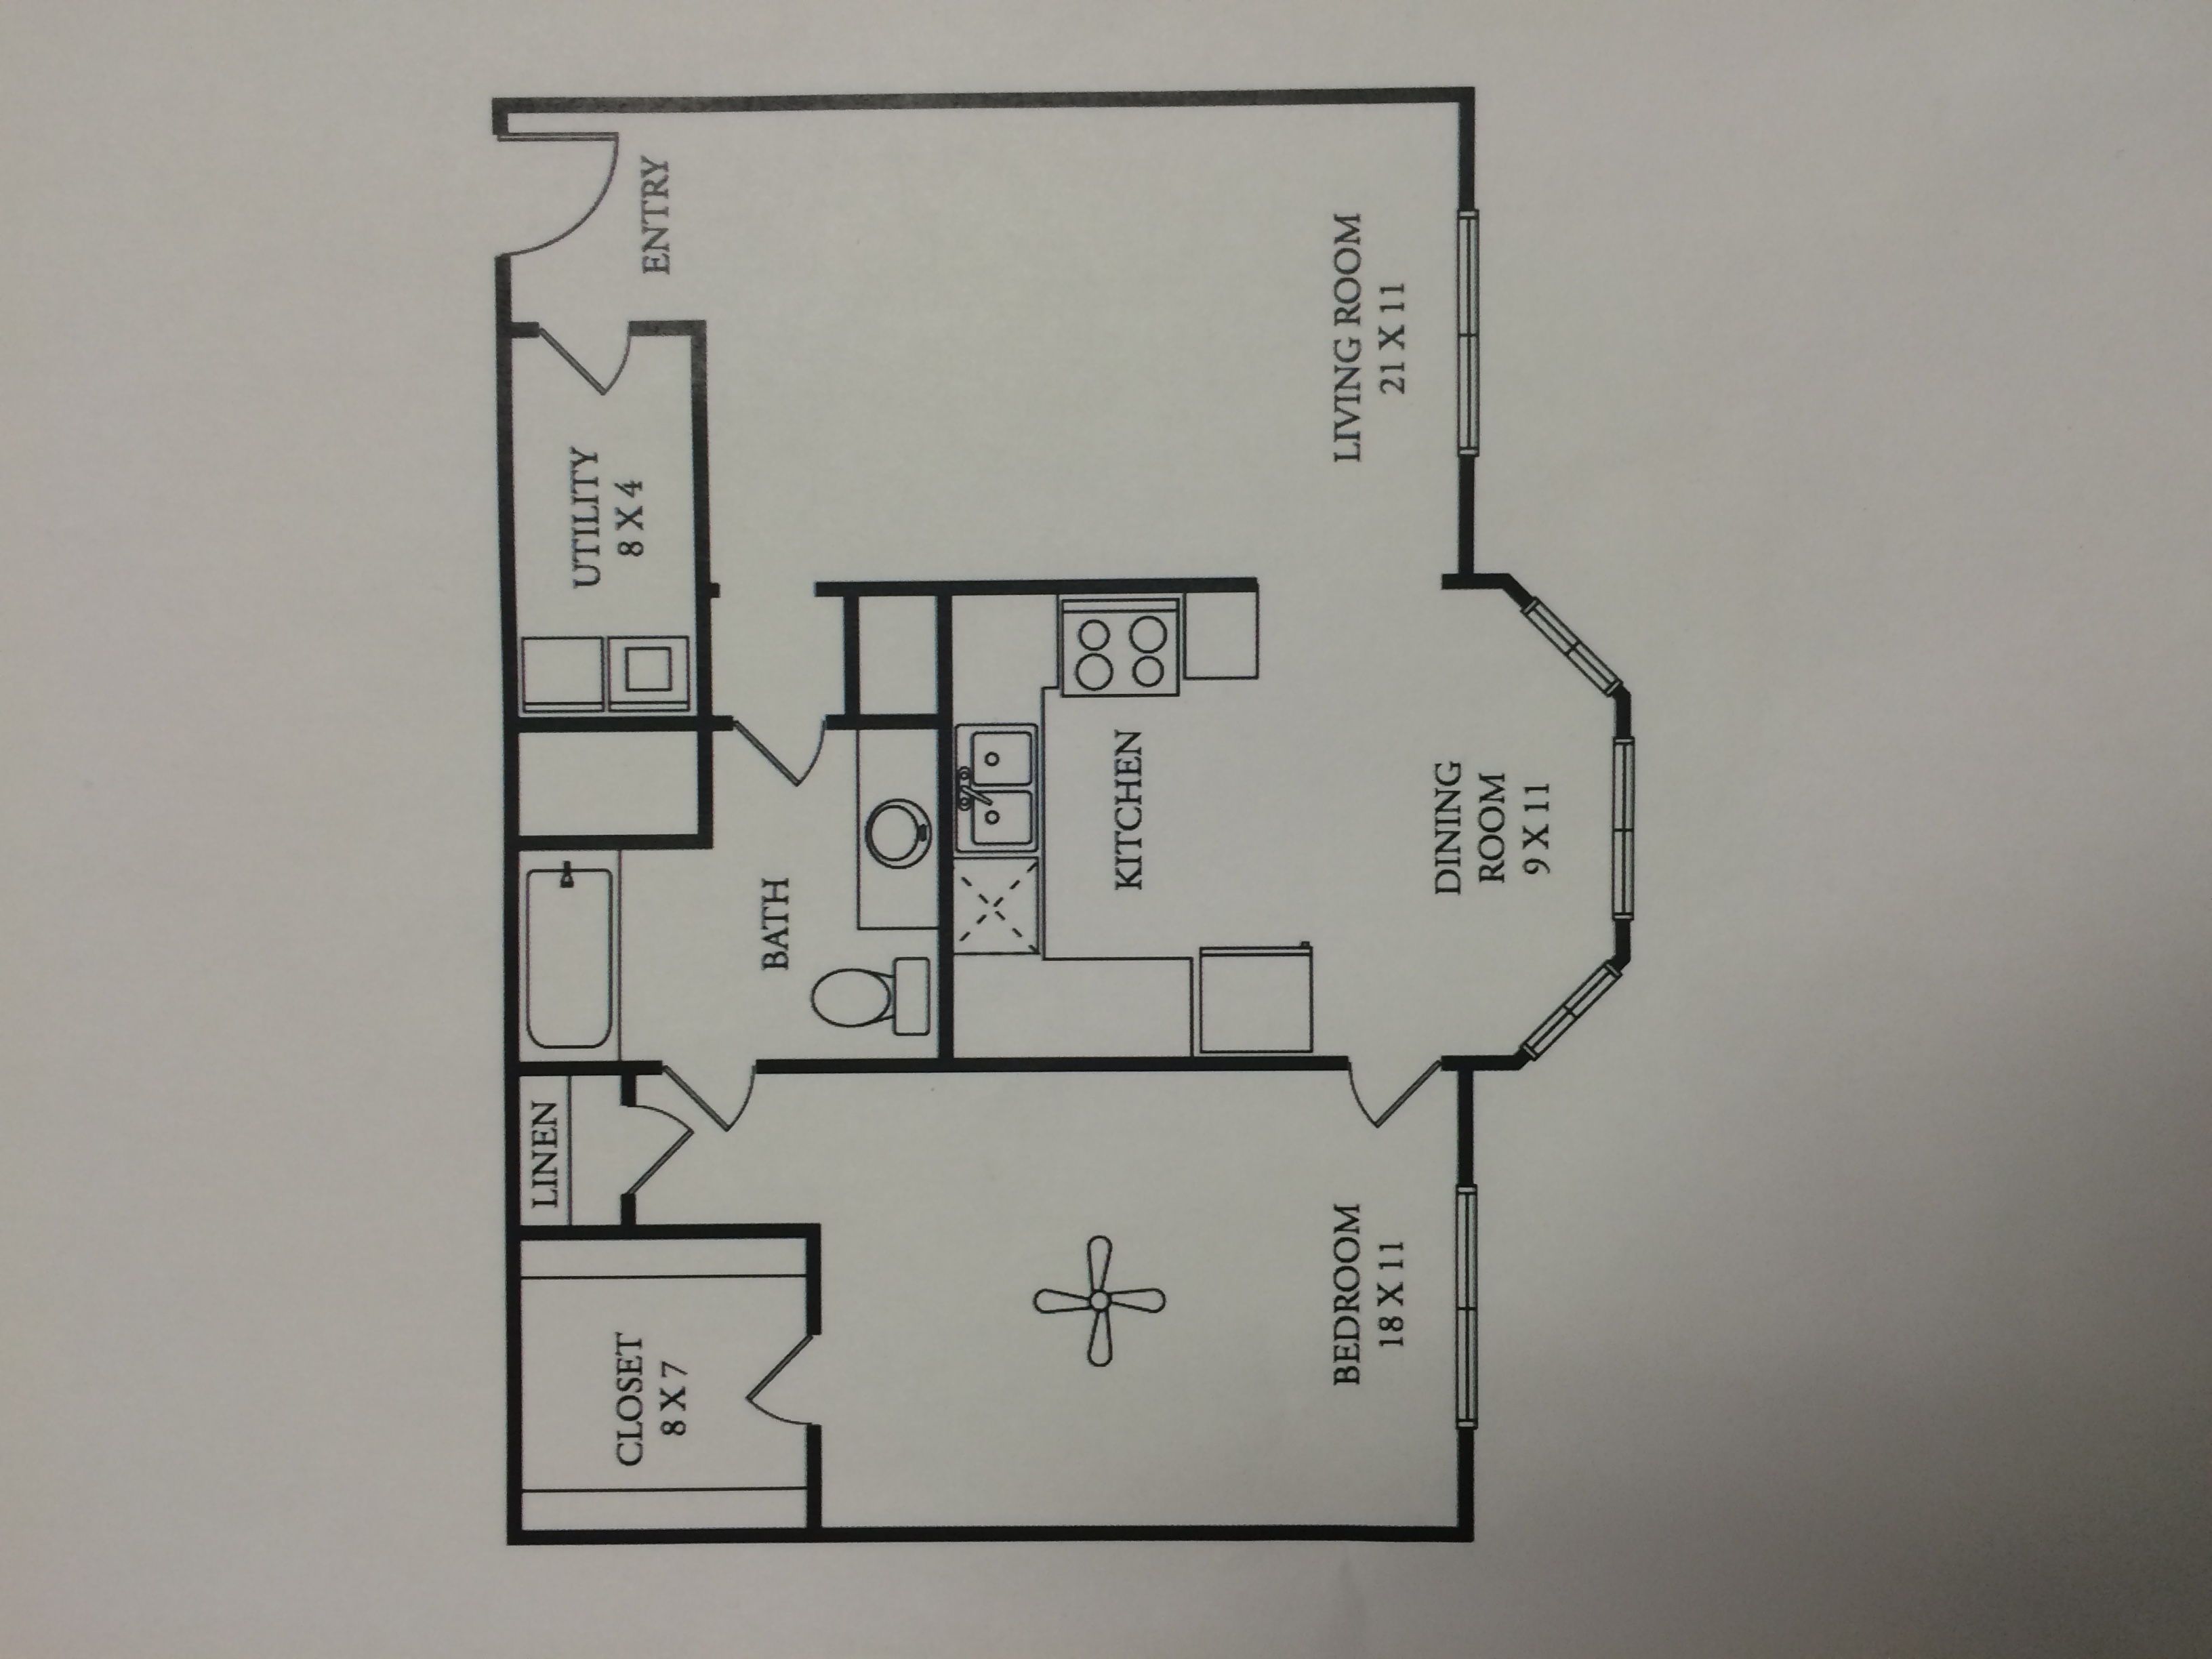 LINEN
CLOSET
8 X 7
UTILITY
8 X 4
ENTRY
BATH
KITCHEN
BEDROOM
18 X 11
LIVING ROOM
21 X 11
DINING
ROOM
9 X 11